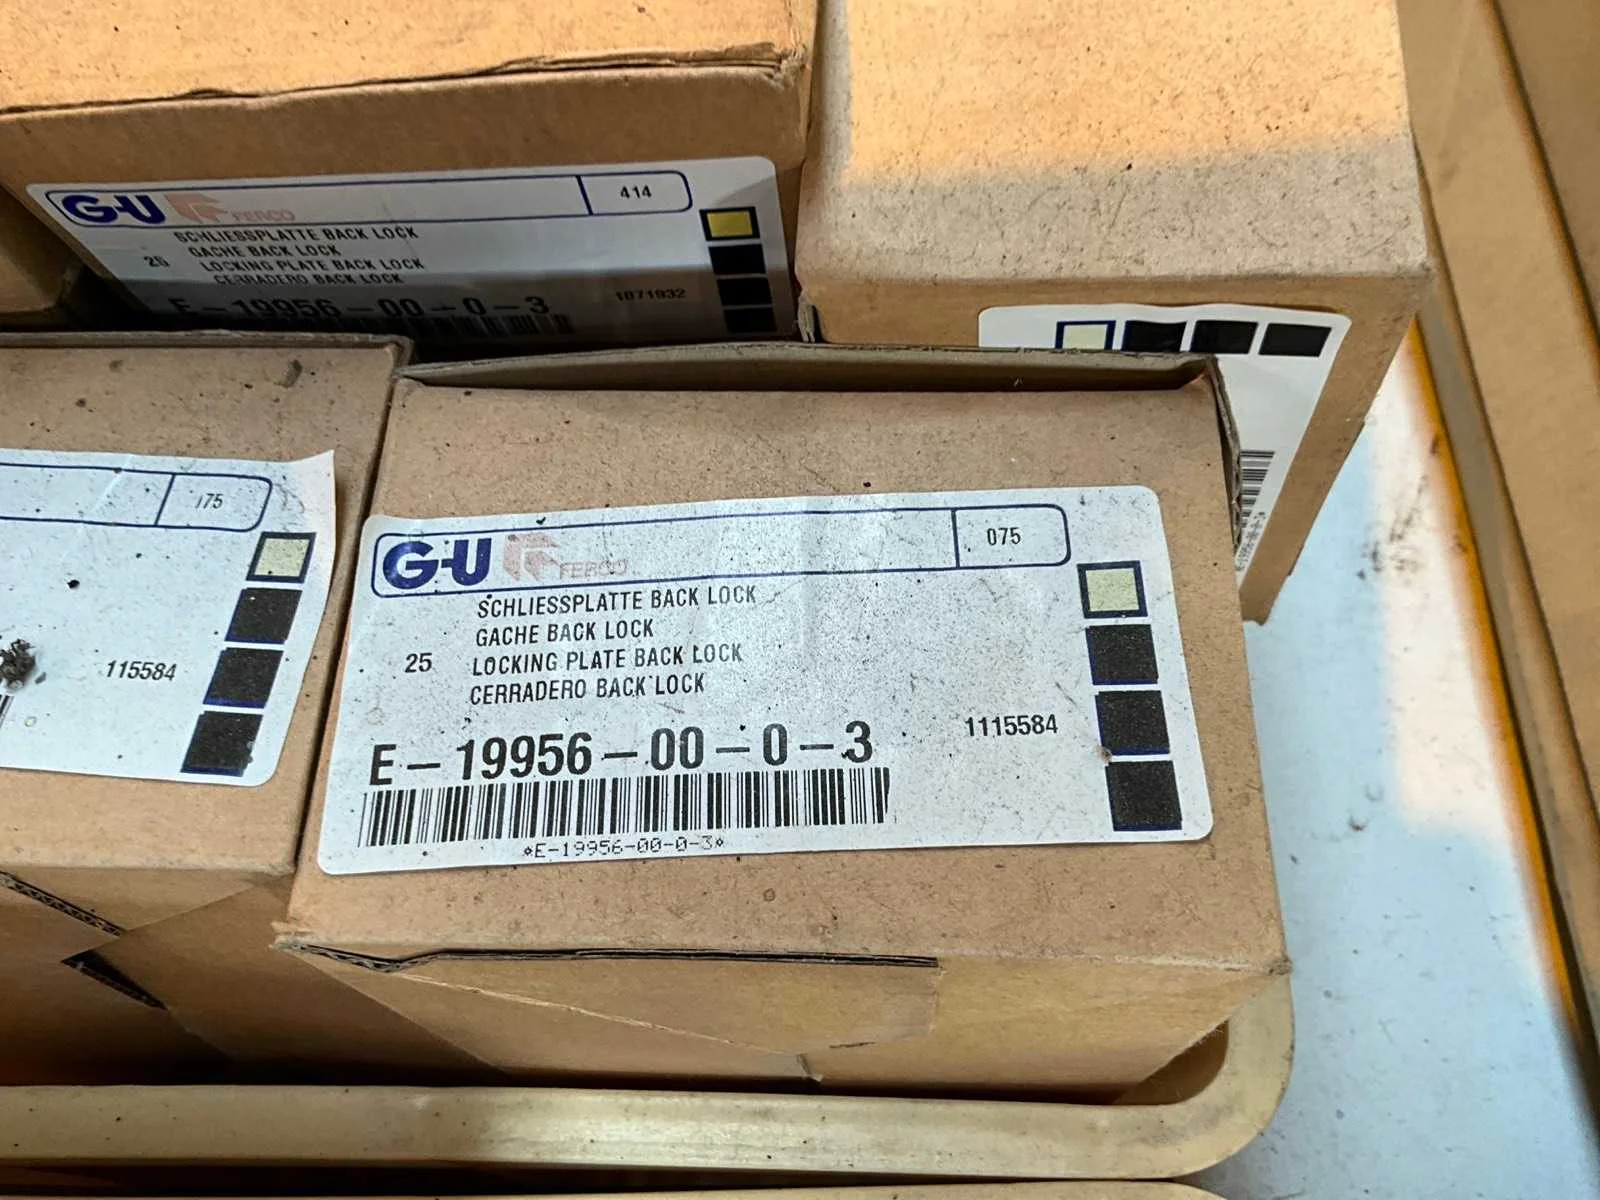 G-U FERCO 414
SCHLIESSPLATTE BACK LOCK
GACHE BACK LOCK
25 LOCKING PLATE BACK LOCK
CERRADERO BACK LOCK
E-19956-00-0-3 1071932
175
115584
G-U FERCO 075
SCHLIESSPLATTE BACK LOCK
GACHE BACK LOCK
25 LOCKING PLATE BACK LOCK
CERRADERO BACK LOCK
E-19956-00-0-3 1115584
*E-19956-00-0-3*